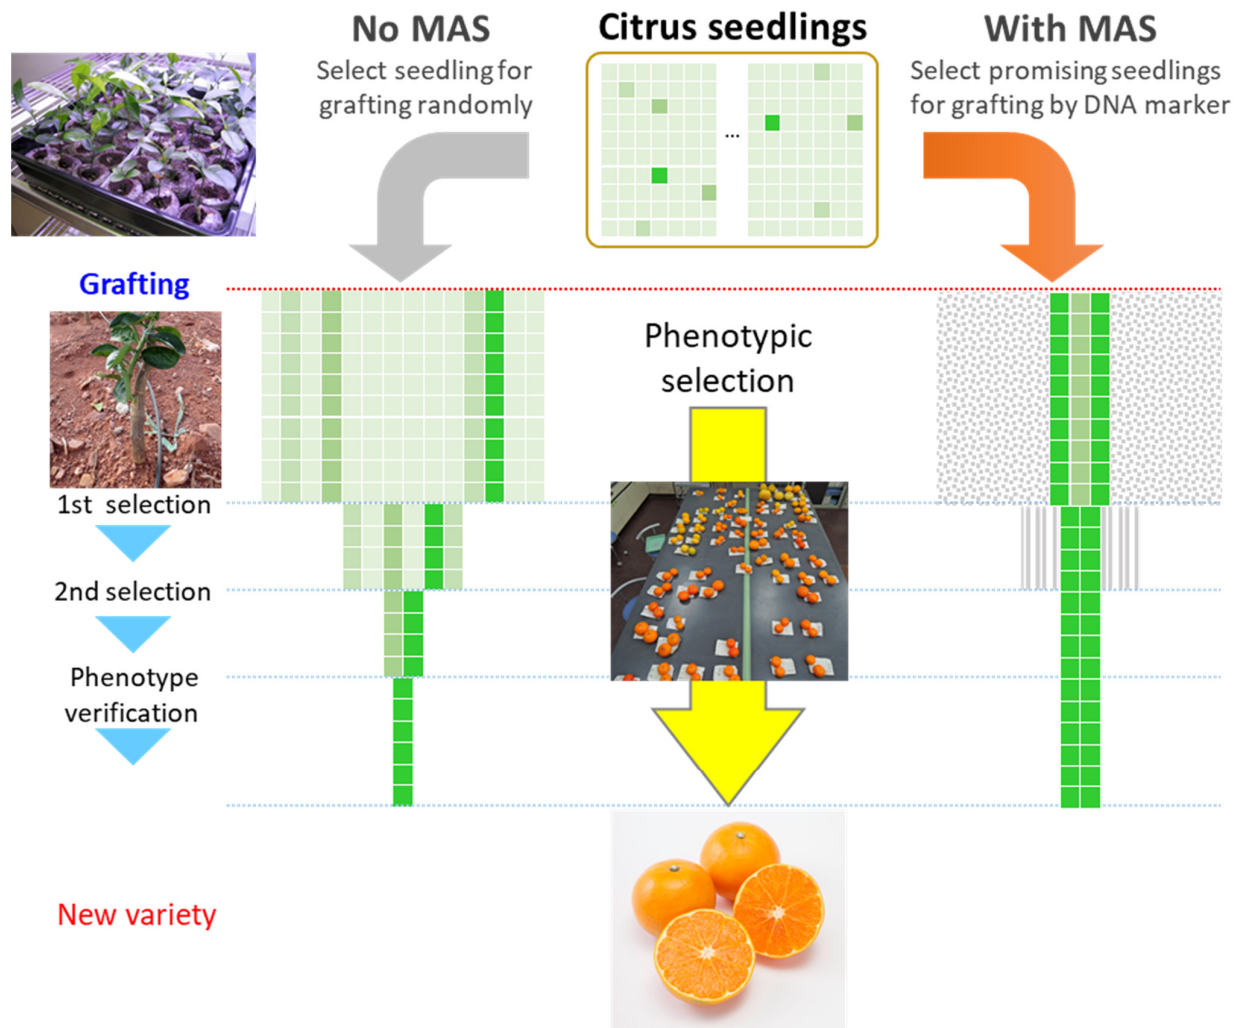 No MAS
Select seedling for
grafting randomly
Citrus seedlings
...
With MAS
Select promising seedlings
for grafting by DNA marker
Grafting
Phenotypic
selection
1st selection
2nd selection
Phenotype
verification
New variety